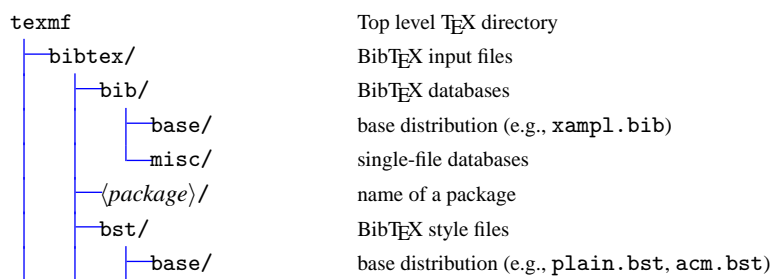 texmf Top level TEX directory
bibtex/ BibTEX input files
bib/ BibTEX databases
base/ base distribution (e.g., xampl.bib)
misc/ single-file databases
⟨package⟩/ name of a package
bst/ BibTEX style files
base/ base distribution (e.g., plain.bst, acm.bst)